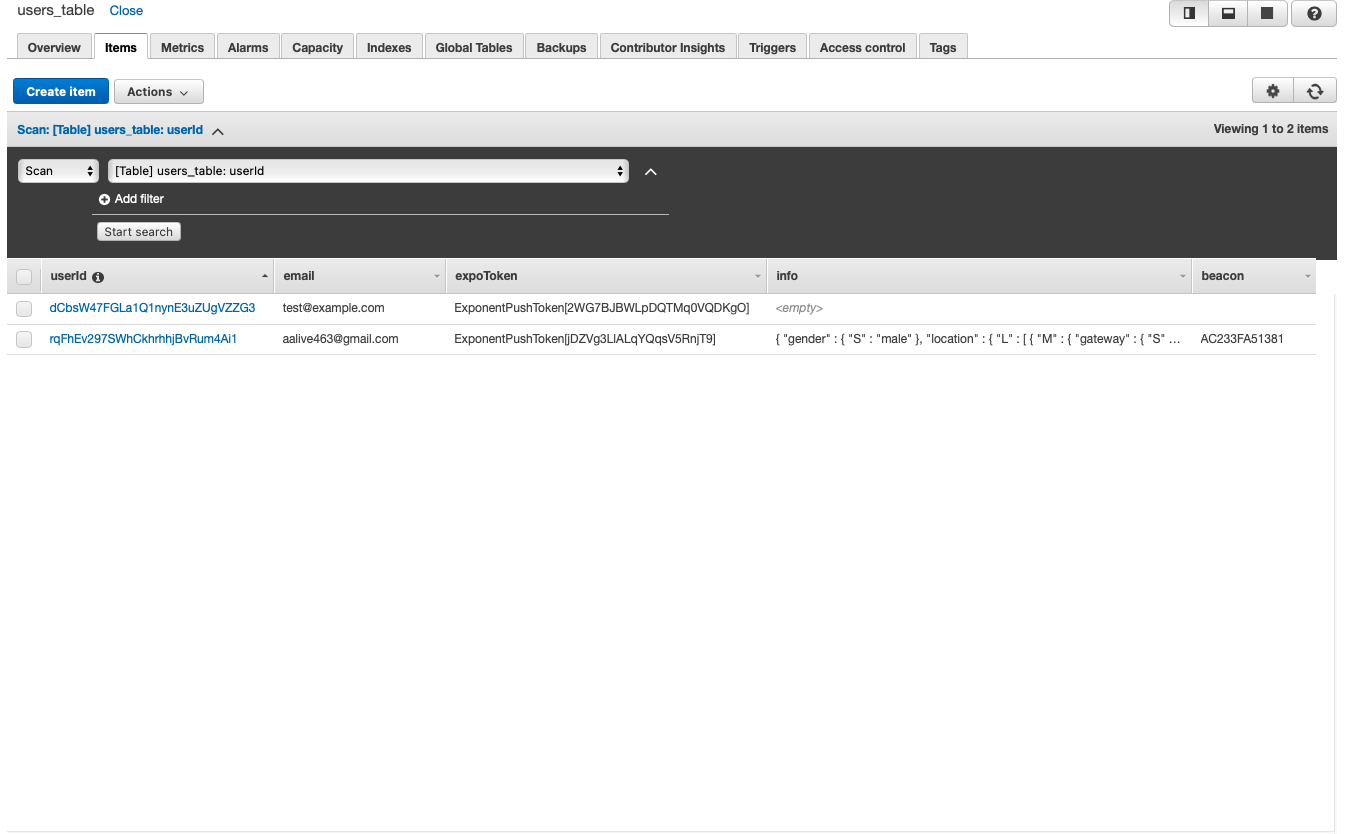 users_table Close
Overview Items Metrics Alarms Capacity Indexes Global Tables Backups Contributor Insights Triggers Access control Tags
Create item Actions
Scan: [Table] users_table: userId
Viewing 1 to 2 items
Scan [Table] users_table: userId
Add filter
Start search
userId email expoToken info beacon
dCbsW47FGLa1Q1nynE3uZUgVZZG3 test@example.com ExponentPushToken[2WG7BJBWLpDQTMq0VQDKgO] <empty>
rqFhEv297SWhCkhrhhjBvRum4Ai1 aalive463@gmail.com ExponentPushToken[jDZVg3LlALqYQqsV5RnjT9] { "gender" : { "S" : "male" }, "location" : { "L" : [ { "M" : { "gateway" : { "S" ... AC233FA51381